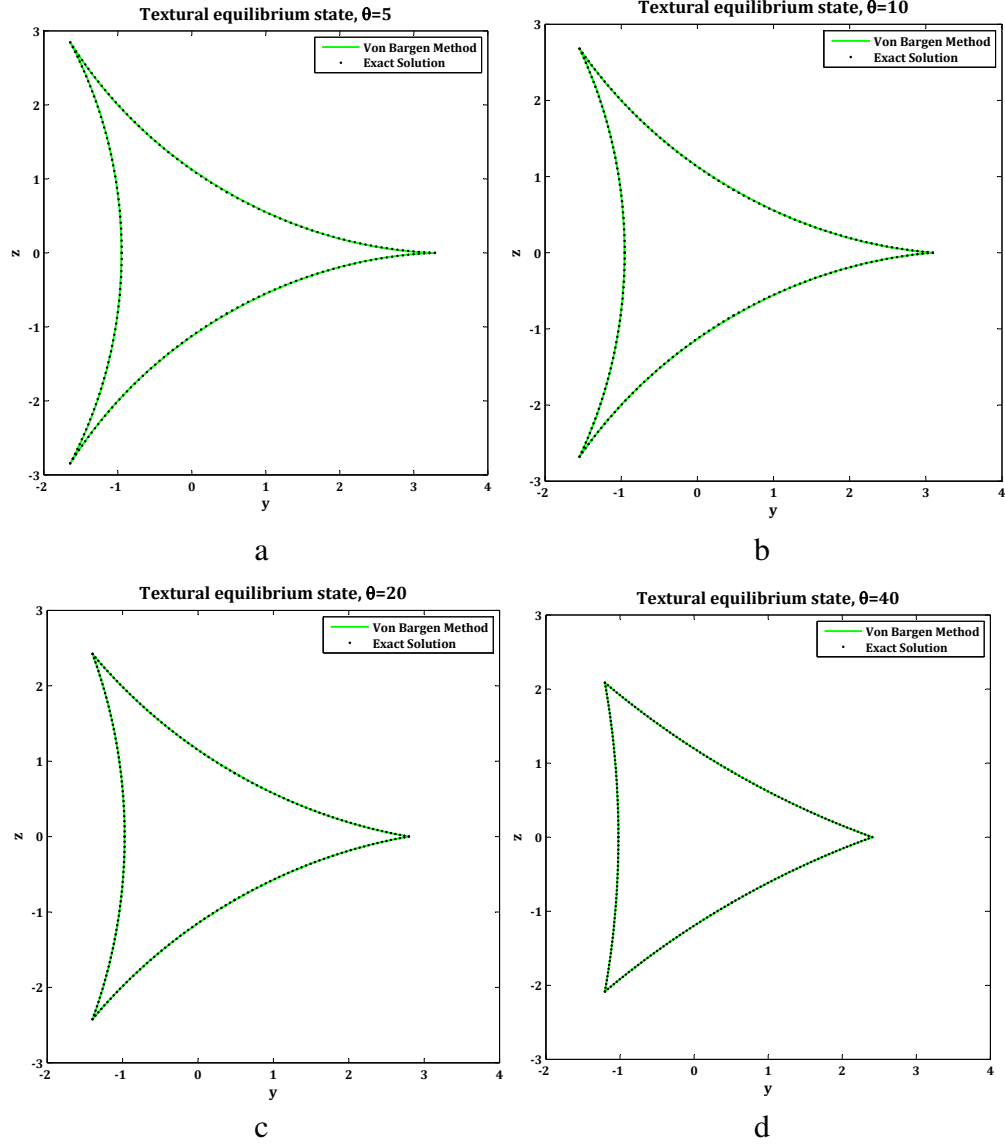 Textural equilibrium state, θ=5
Von Bargen Method
Exact Solution
3
2
1
0
-1
-2
-3
z
-2 -1 0 1 2 3 4
y
a
Textural equilibrium state, θ=10
Von Bargen Method
Exact Solution
3
2
1
0
-1
-2
-3
z
-2 -1 0 1 2 3 4
y
b
Textural equilibrium state, θ=20
Von Bargen Method
Exact Solution
3
2
1
0
-1
-2
-3
z
-2 -1 0 1 2 3 4
y
c
Textural equilibrium state, θ=40
Von Bargen Method
Exact Solution
3
2
1
0
-1
-2
-3
z
-2 -1 0 1 2 3 4
y
d